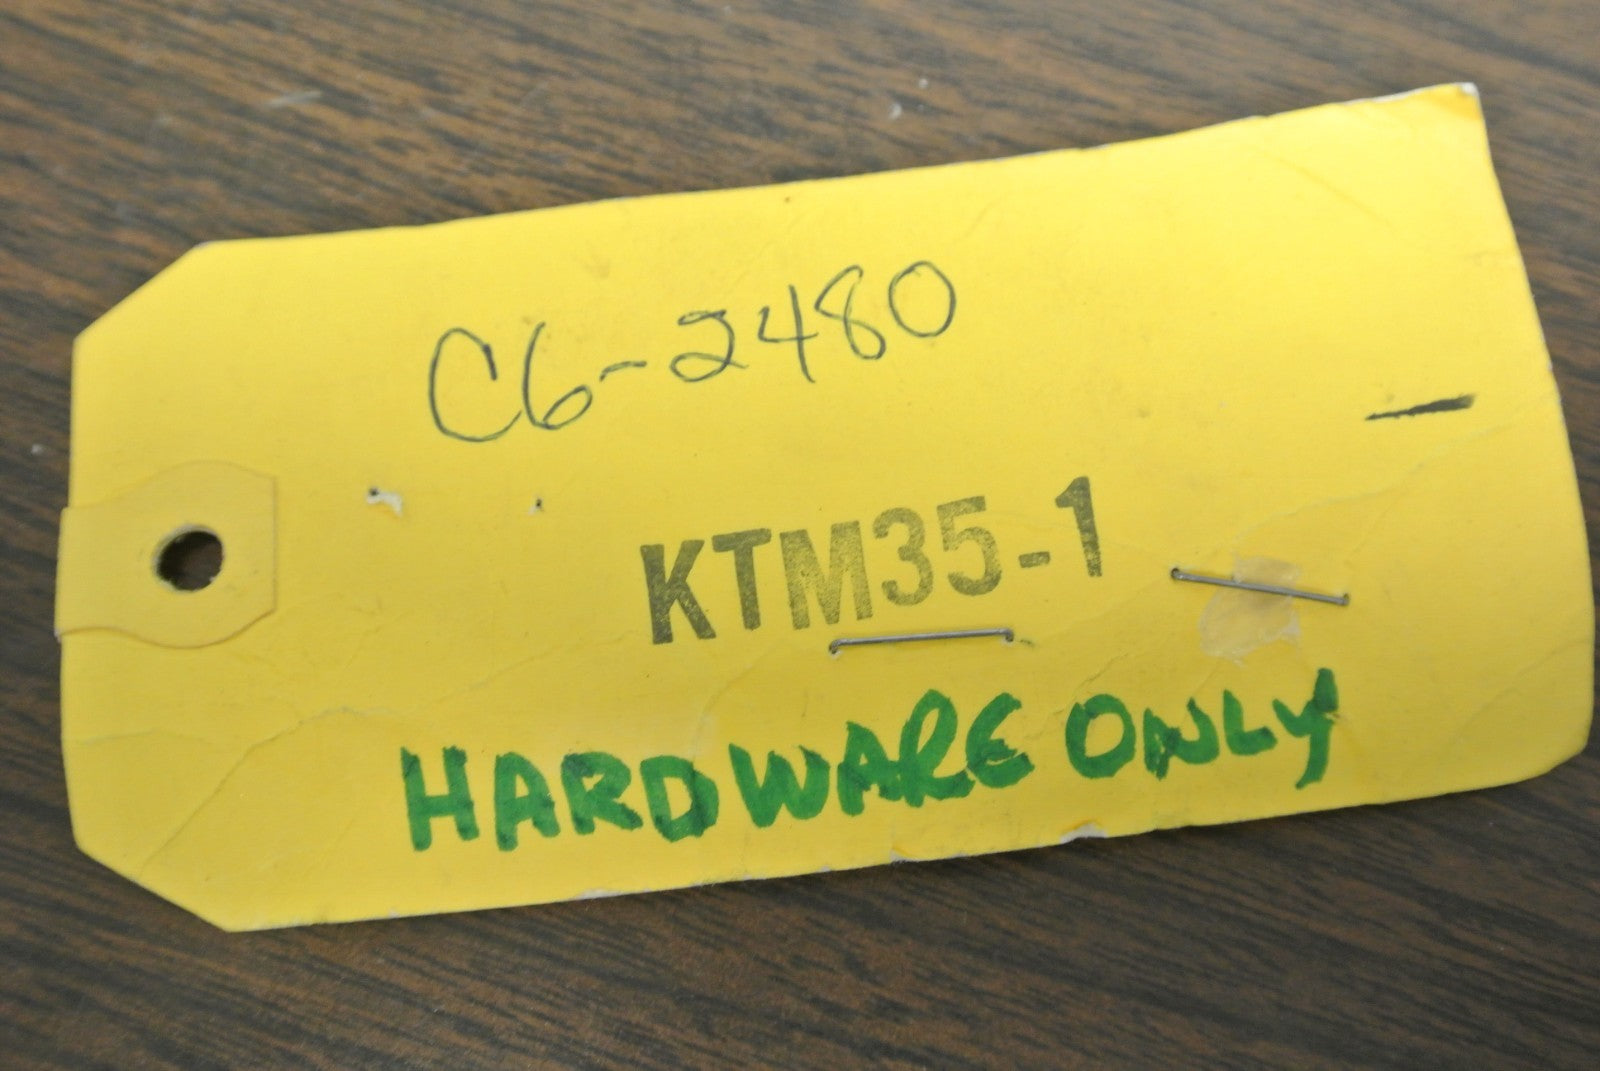 C6-2480
KTM35-1
HARDWARE ONLY